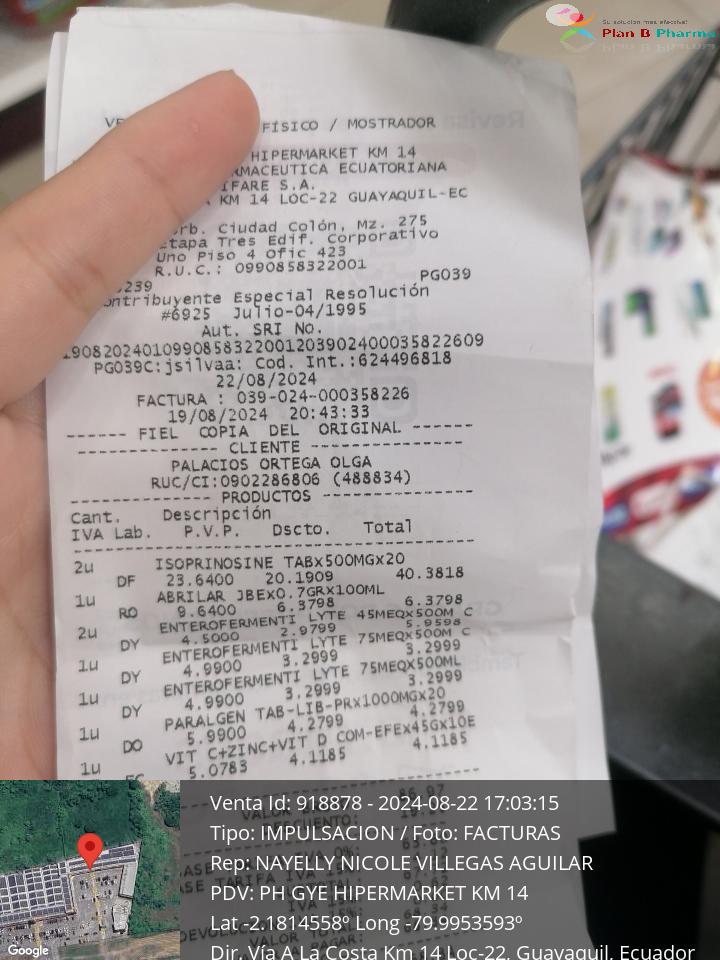 Su solucion mas efectiva!
Plan B Pharma
FÍSICO / MOSTRADOR
HIPERMARKET KM 14
RMACEUTICA ECUATORIANA
IFARE S.A.
KM 14 LOC-22 GUAYAQUIL-EC
rb. Ciudad Colón, Mz. 275
Etapa Tres Edif. Corporativo
Uno Piso 4 Ofic 423
R.U.C.: 0990858322001
239 PG039
ontribuyente Especial Resolución
#6925 Julio-04/1995
Aut. SRI No.
1908202401099085832200120390240003582​2609
PG039C:jsilvaa: Cod. Int.:624496818
22/08/2024
FACTURA : 039-024-000358226
19/08/2024 20:43:33
------ FIEL COPIA DEL ORIGINAL ------
-------------- CLIENTE ---------------
PALACIOS ORTEGA OLGA
RUC/CI:0902286806 (488834)
-------------- PRODUCTOS ---------------
Cant. Descripción
IVA Lab. P.V.P. Dscto. Total
2u ISOPRINOSINE TABx500MGx20
DF 23.6400 20.1909 40.3818
1u ABRILAR JBEx0.7GRx100ML
RO 9.6400 6.3798 6.3798
2u ENTEROFERMENTI LYTE 45MEQx500M C
DY 4.5000 2.9799 5.9598
1u ENTEROFERMENTI LYTE 75MEQx500M C
DY 4.9900 3.2999 3.2999
1u ENTEROFERMENTI LYTE 75MEQx500ML
DY 4.9900 3.2999 3.2999
1u PARALGEN TAB-LIB-PRx1000MGx20
DO 5.9900 4.2799 4.2799
1u VIT C+ZINC+VIT D COM-EFEx45Gx10E
5.0783 4.1185 4.1185
Venta Id: 918878 - 2024-08-22 17:03:15
Tipo: IMPULSACION / Foto: FACTURAS
Rep: NAYELLY NICOLE VILLEGAS AGUILAR
PDV: PH GYE HIPERMARKET KM 14
Lat -2.1814558º Long -79.9953593º
Dir. Vía A La Costa Km 14 Loc-22, Guayaquil, Ecuador
Google